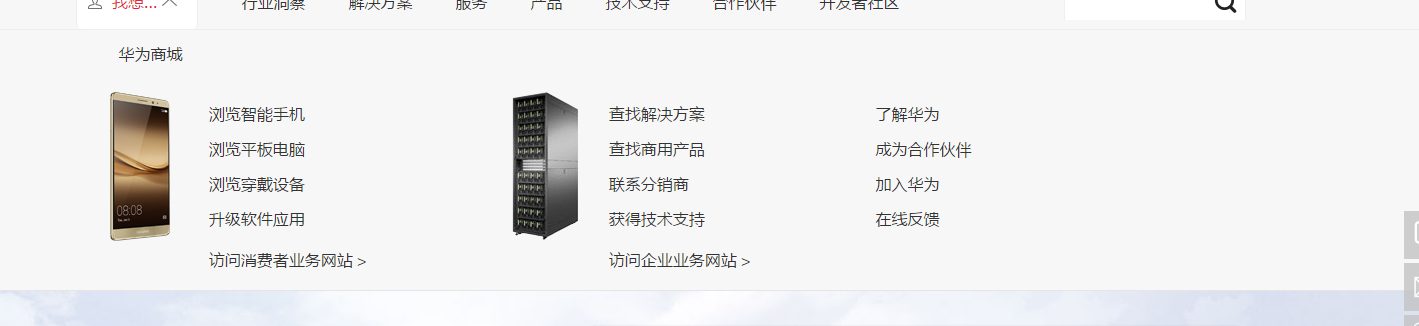 我想...
行业洞察 解决方案 服务 产品 技术支持 合作伙伴 开发者社区
华为商城
浏览智能手机
浏览平板电脑
浏览穿戴设备
升级软件应用
访问消费者业务网站 >
08:08
查找解决方案
查找商用产品
联系分销商
获得技术支持
访问企业业务网站 >
了解华为
成为合作伙伴
加入华为
在线反馈